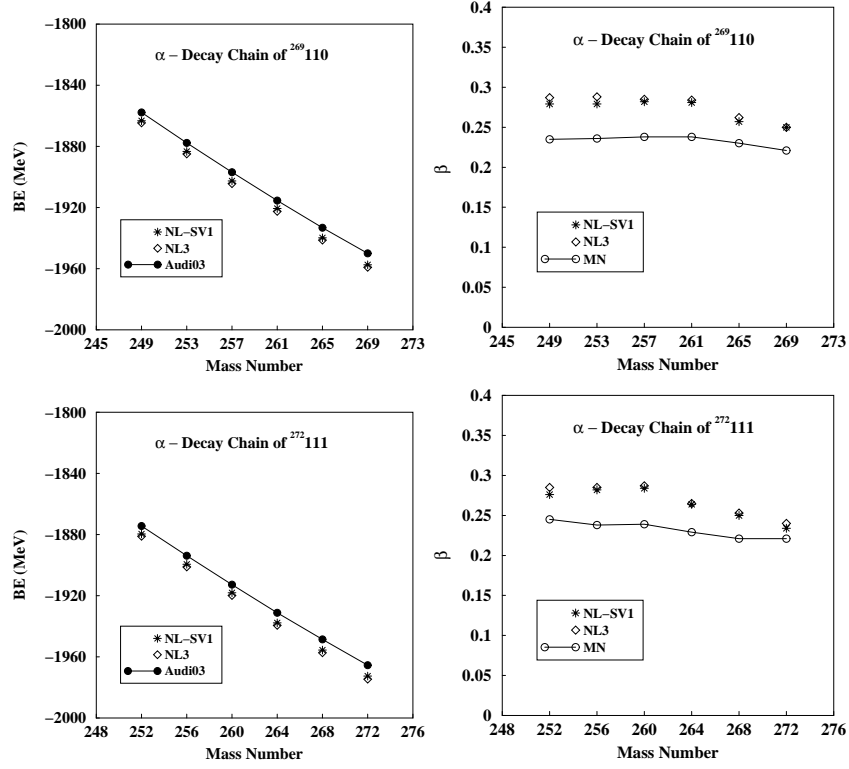 −1800
−1840
−1880
−1920
−1960
−2000
BE (MeV)
α − Decay Chain of ²⁶⁹110
NL−SV1
NL3
Audi03
245 249 253 257 261 265 269 273
Mass Number
0.4
0.3
0.25
0.2
0.15
0.1
0.05
0
β
α − Decay Chain of ²⁶⁹110
NL−SV1
NL3
MN
245 249 253 257 261 265 269 273
Mass Number
−1800
−1840
−1880
−1920
−1960
−2000
BE (MeV)
α − Decay Chain of ²⁷²111
NL−SV1
NL3
Audi03
248 252 256 260 264 268 272 276
Mass Number
0.4
0.3
0.25
0.2
0.15
0.1
0.05
0
β
α − Decay Chain of ²⁷²111
NL−SV1
NL3
MN
248 252 256 260 264 268 272 276
Mass Number